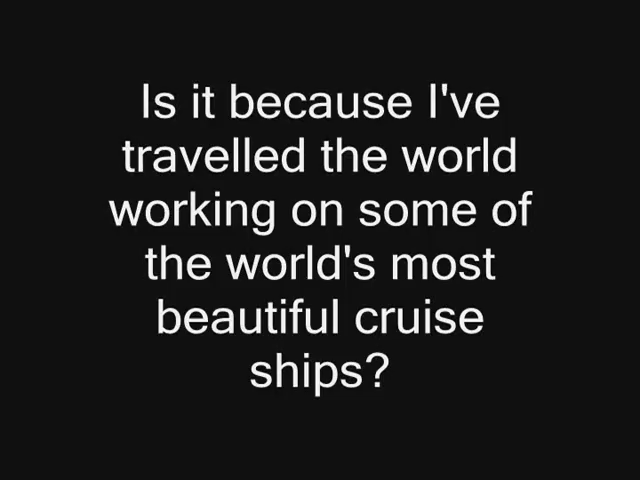 Is it because I've
travelled the world
working on some of
the world's most
beautiful cruise
ships?